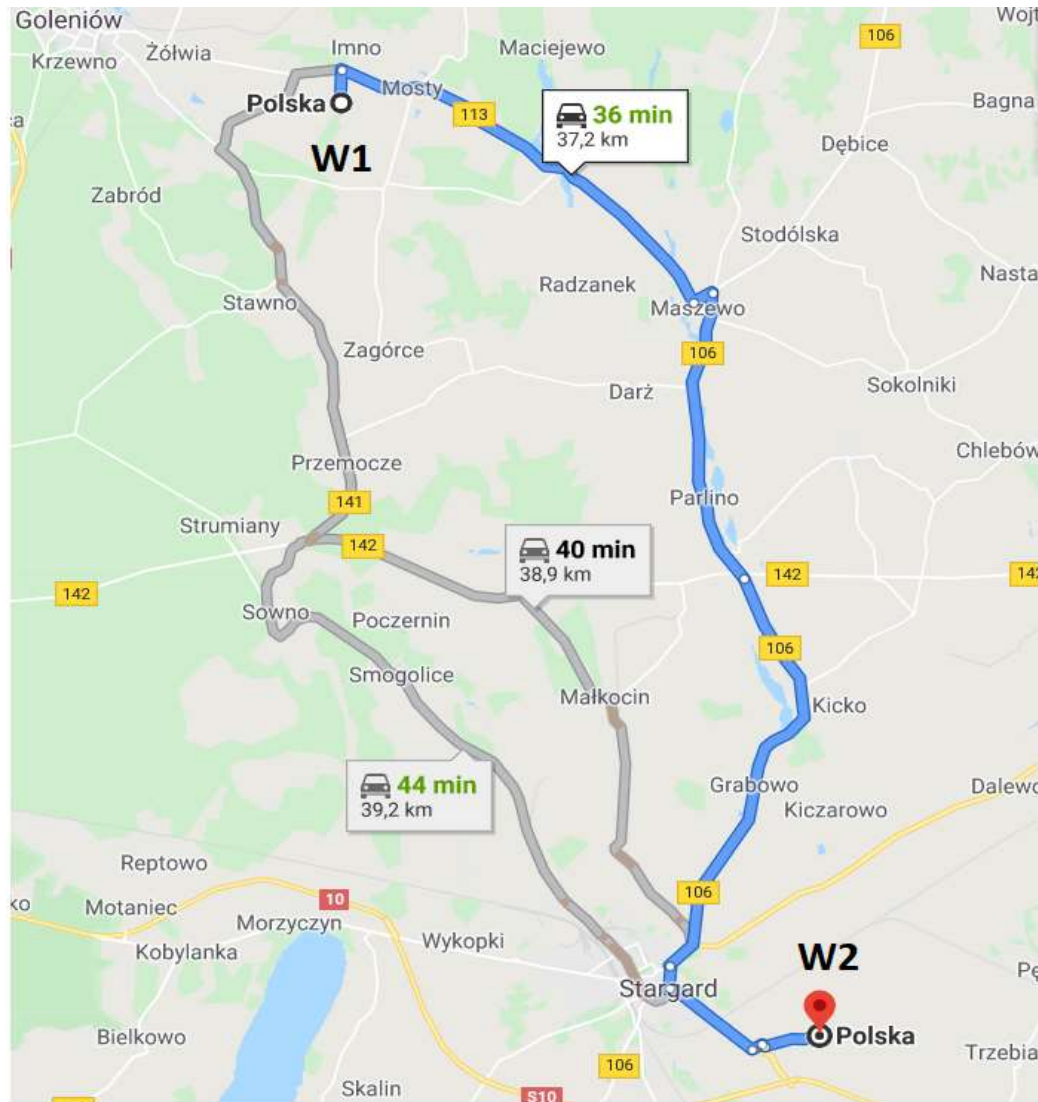 Goleniów
Wojt
Żółwia
Imno
Maciejewo
106
Krzewno
Mosty
Polska
113
36 min
37,2 km
Bagna
Dębice
W1
Zabród
Stodólska
Radzanek
Nasta
Stawno
Maszewo
Zagórce
106
Darż
Sokolniki
Chlebów
Przemocze
141
Parlino
Strumiany
142
40 min
38,9 km
142
142
142
Sowno
Poczernin
106
Smogolice
Małkocin
Kicko
44 min
39,2 km
Grabowo
Dalewo
Kiczarowo
Reptowo
ko
10
106
Motaniec
Morzyczyn
Kobylanka
Wykopki
W2
Stargard
Pę
Bielkowo
Polska
Trzebia
106
Skalin
S10